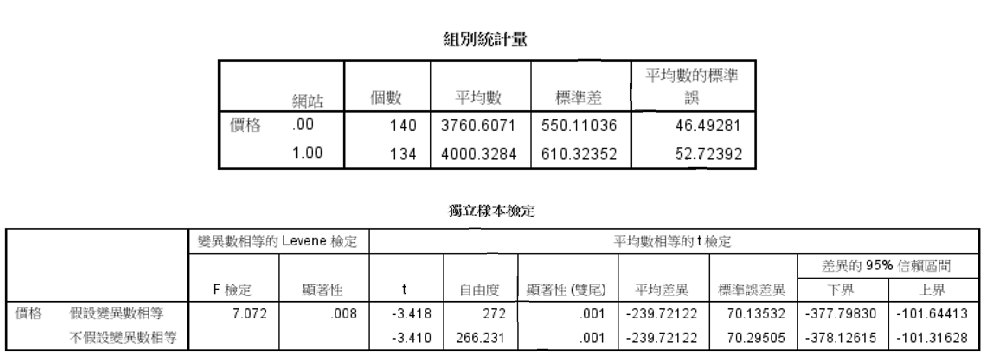 組別統計量
網站 個數 平均數 標準差 平均數的標準誤
價格 .00 140 3760.6071 550.11036 46.49281
1.00 134 4000.3284 610.32352 52.72392
獨立樣本檢定
變異數相等的 Levene 檢定 平均數相等的 t 檢定
差異的 95% 信賴區間
F 檢定 顯著性 t 自由度 顯著性 (雙尾) 平均差異 標準誤差異 下界 上界
價格 假設變異數相等 7.072 .008 -3.418 272 .001 -239.72122 70.13532 -377.79830 -101.64413
不假設變異數相等 -3.410 266.231 .001 -239.72122 70.29505 -378.12615 -101.31628